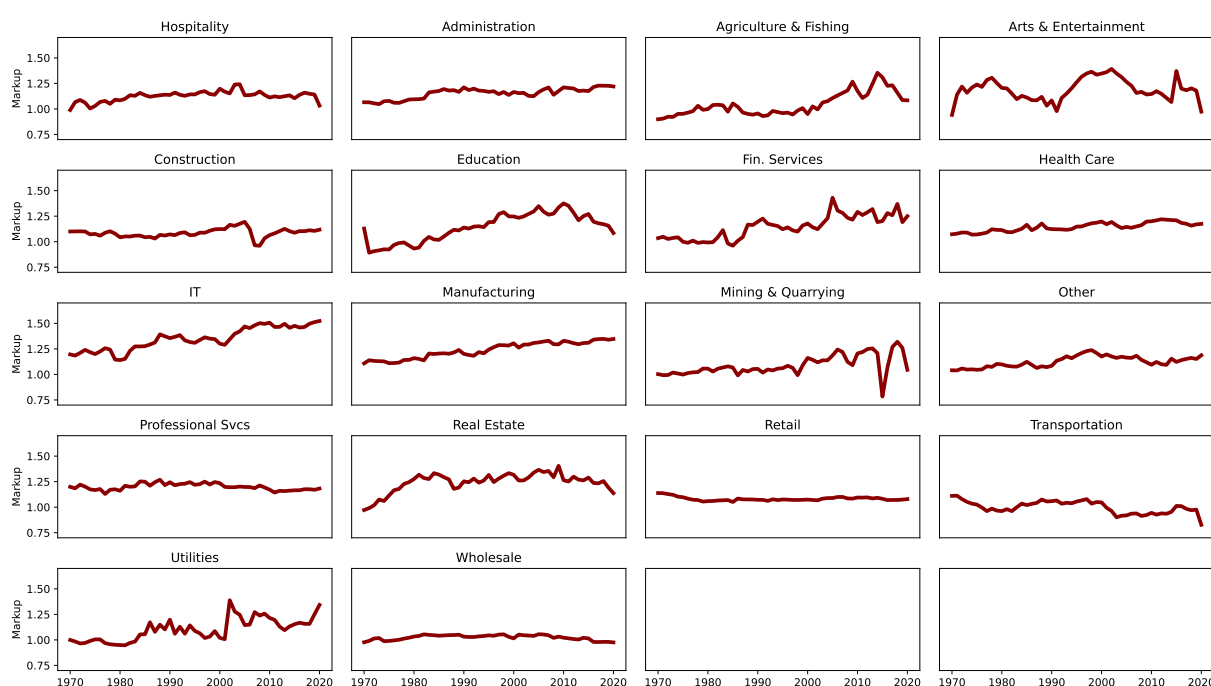 Hospitality Administration Agriculture & Fishing Arts & Entertainment
Markup 1.50 1.25 1.00 0.75
Construction Education Fin. Services Health Care
Markup 1.50 1.25 1.00 0.75
IT Manufacturing Mining & Quarrying Other
Markup 1.50 1.25 1.00 0.75
Professional Svcs Real Estate Retail Transportation
Markup 1.50 1.25 1.00 0.75
Utilities Wholesale
Markup 1.50 1.25 1.00 0.75
1970 1980 1990 2000 2010 2020 1970 1980 1990 2000 2010 2020 1970 1980 1990 2000 2010 2020 1970 1980 1990 2000 2010 2020